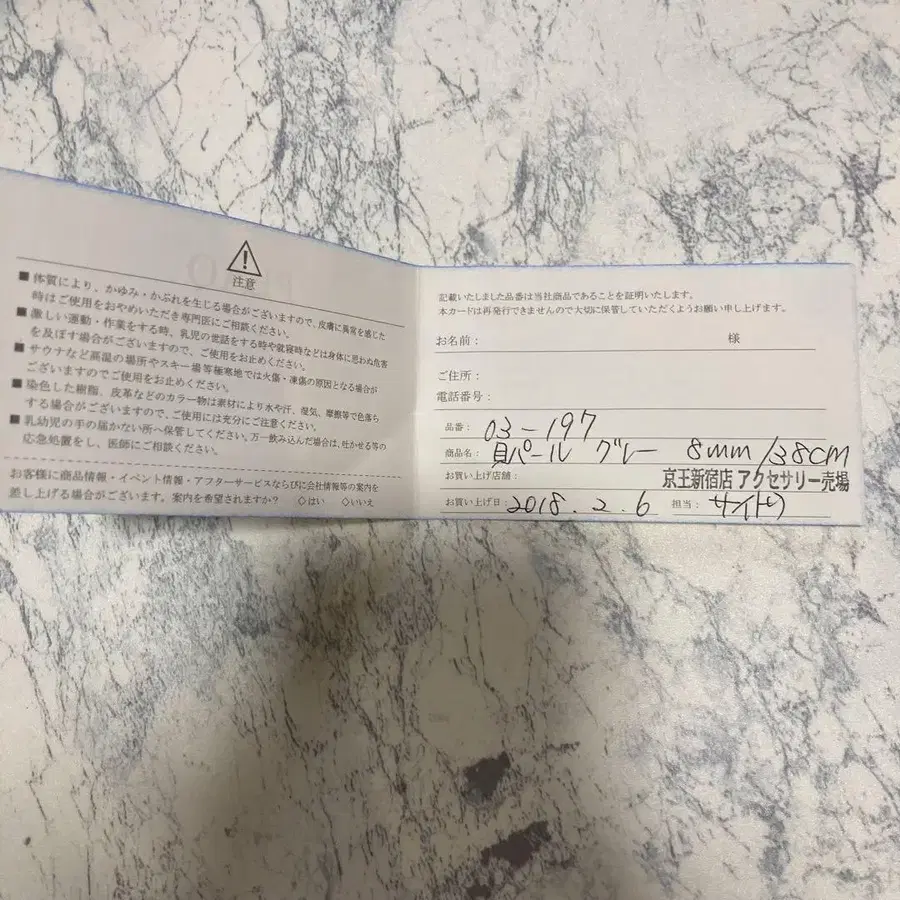 注意
■体質により、かゆみ・かぶれを生じる場合がございますので、皮膚に異常を感じた
時はご使用をおやめいただき専門医にご相談ください。
■激しい運動・作業をする時、乳児の世話をする時や就寝時などは身体に思わぬ危害
を及ぼす場合がございますので、ご使用をお止めください。
■サウナなど高温の場所やスキー場等極寒地では火傷・凍傷の原因となる場合が
ございますのでご使用をお止めください。
■染色した樹脂、皮革などのカラー物は素材により水や汗、湿気、摩擦等で色落ち
する場合がございますので、ご使用には充分にご注意ください。
■乳幼児の手の届かない所へ保管してください。万一飲み込んだ場合は、吐かせる等の
応急処置をし、医師にご相談ください。
お客様に商品情報・イベント情報・アフターサービスならびに会社情報等の案内を
差し上げる場合がございます。案内を希望されますか? ◇はい ◇いいえ
記載いたしました品番は当社商品であることを証明いたします。
本カードは再発行できませんので大切に保管していただくようお願い申し上げます。
お名前: 様
ご住所:
電話番号:
品番: 03-197
商品名: 貝パール グレー 8mm/38cm
お買い上げ店舗: 京王新宿店 アクセサリー売場
お買い上げ日: 2018.2.6 担当: サイトウ